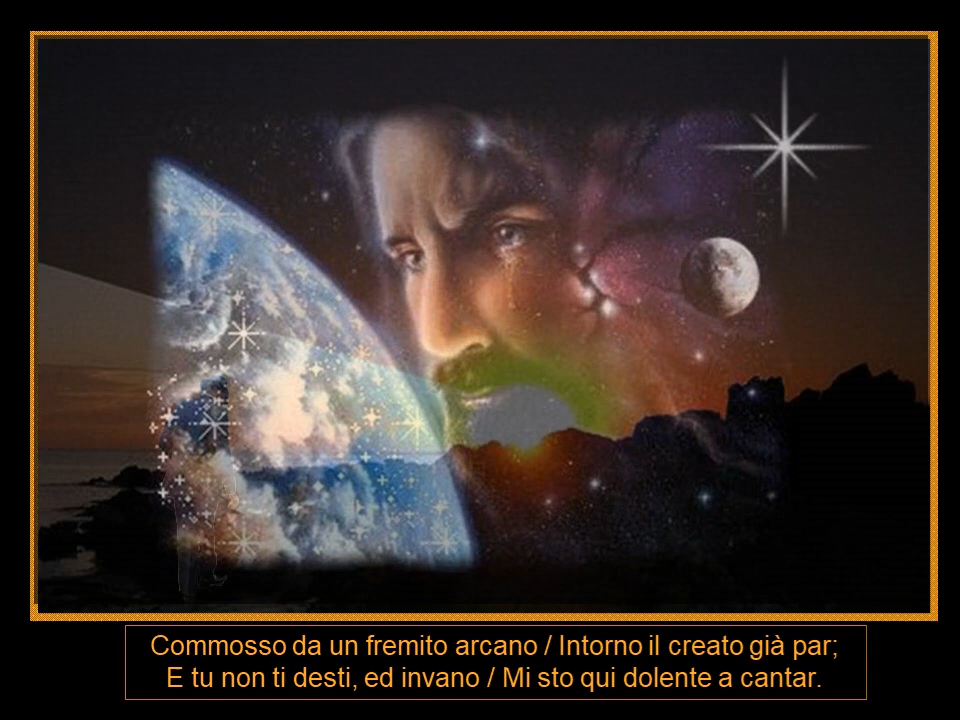 Commosso da un fremito arcano / Intorno il creato già par;
E tu non ti desti, ed invano / Mi sto qui dolente a cantar.